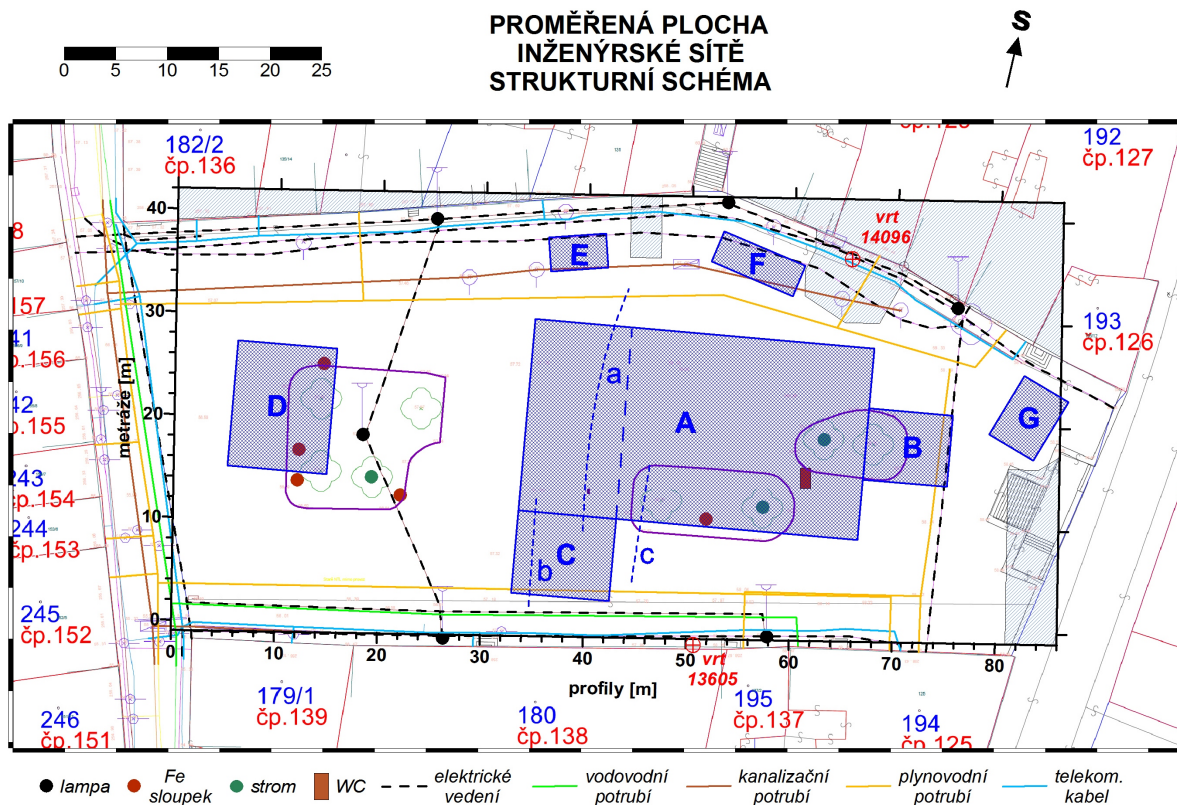 PROMĚŘENÁ PLOCHA
INŽENÝRSKÉ SÍTĚ
STRUKTURNÍ SCHÉMA
S
0 5 10 15 20 25
182/2
čp.136
192
čp.127
vrt
14096
193
čp.126
8
157
41
čp.156
42
čp.155
243
čp.154
244
čp.153
245
čp.152
246
čp.151
metráže [m]
40
30
20
10
0
E
F
G
D
A
B
C
a
b
c
0 10 20 30 40 50 60 70 80
profily [m]
vrt
13605
179/1
čp.139
180
čp.138
195
čp.137
194
čp.125
lampa
Fe
sloupek
strom
WC
elektrické
vedení
vodovodní
potrubí
kanalizační
potrubí
plynovodní
potrubí
telekom.
kabel